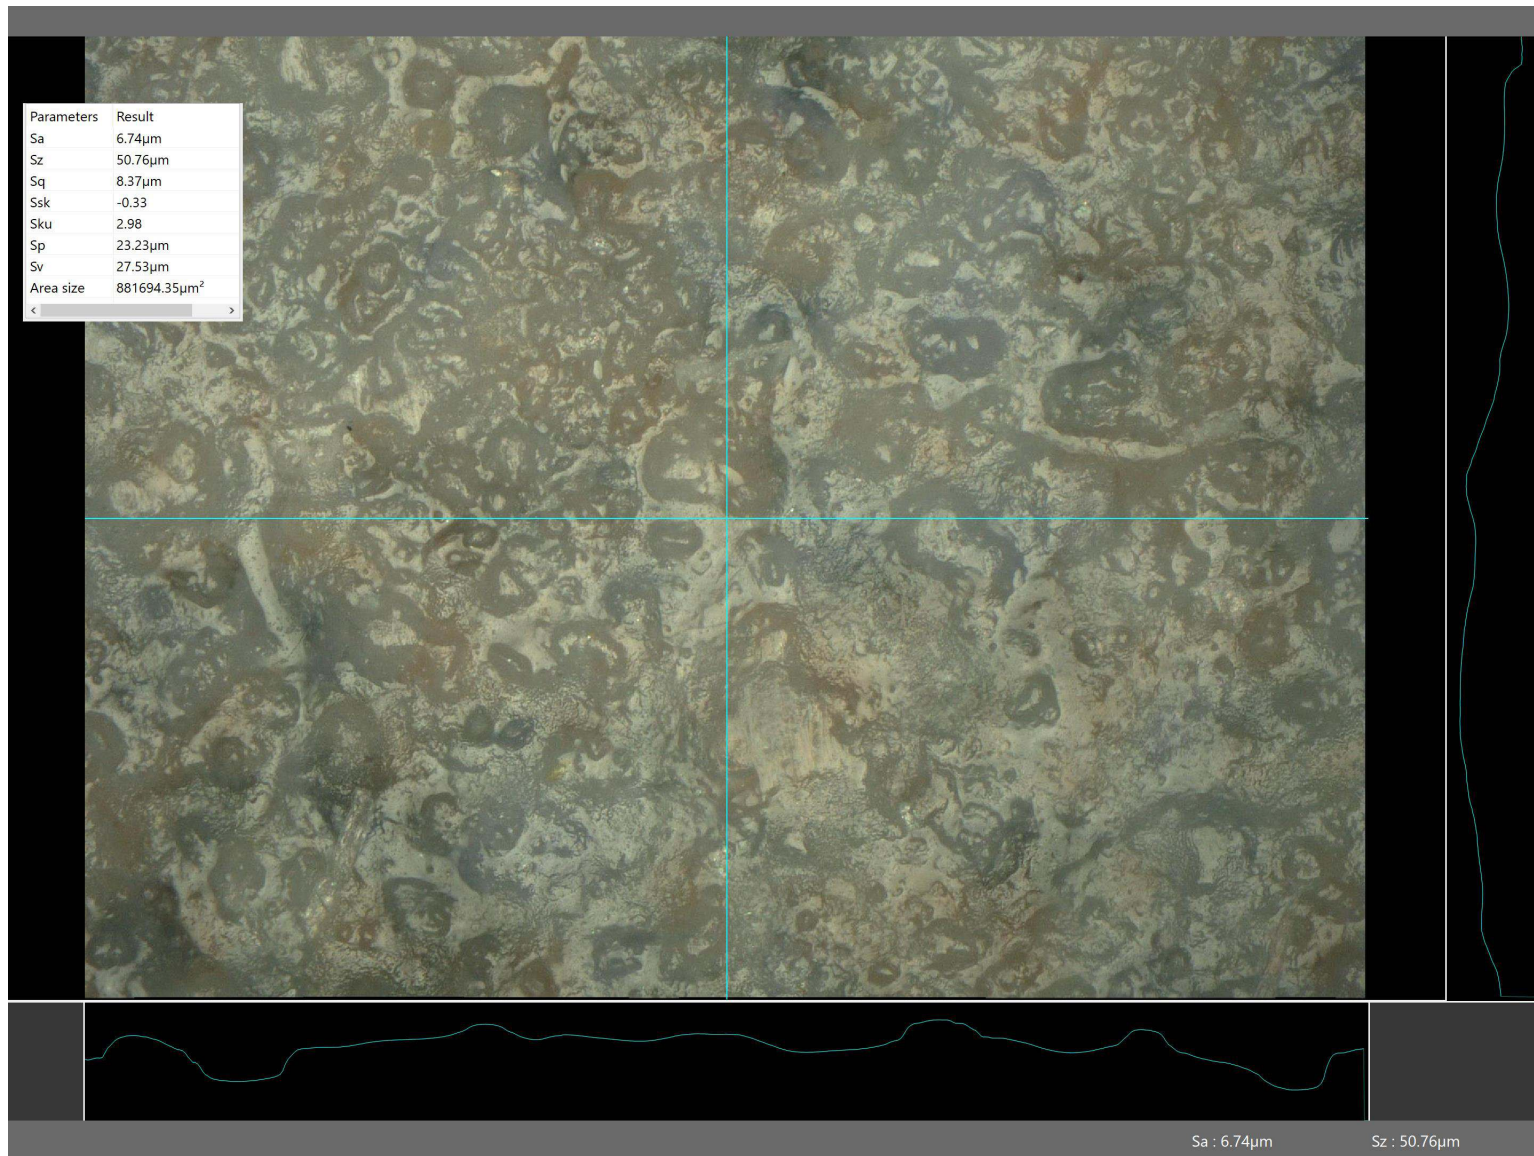 Parameters Result
Sa 6.74µm
Sz 50.76µm
Sq 8.37µm
Ssk -0.33
Sku 2.98
Sp 23.23µm
Sv 27.53µm
Area size 881694.35µm²
Sa : 6.74µm Sz : 50.76µm